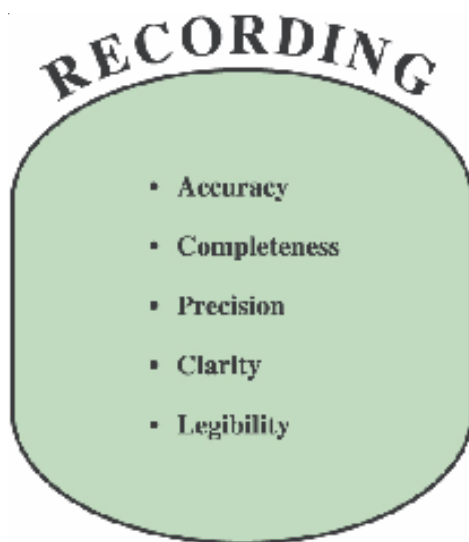 RECORDING
• Accuracy
• Completeness
• Precision
• Clarity
• Legibility